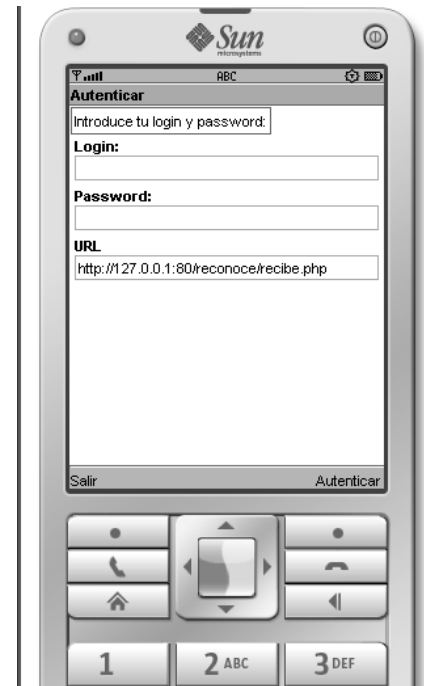 Sun
microsystems
ABC
Autenticar
Introduce tu login y password:
Login:
Password:
URL
http://127.0.0.1:80/reconoce/recibe.php
Salir Autenticar
1 2 ABC 3 DEF